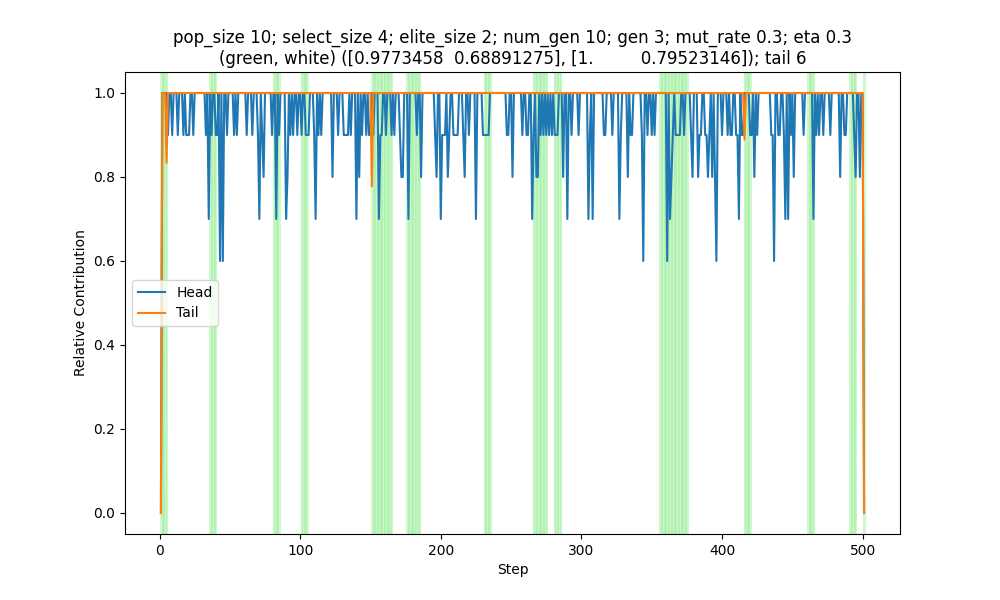 pop_size 10; select_size 4; elite_size 2; num_gen 10; gen 3; mut_rate 0.3; eta 0.3
(green, white) ([0.9773458  0.68891275], [1.         0.79523146]); tail 6
1.0
0.8
0.6
0.4
0.2
0.0
Relative Contribution
Head
Tail
0
100
200
300
400
500
Step